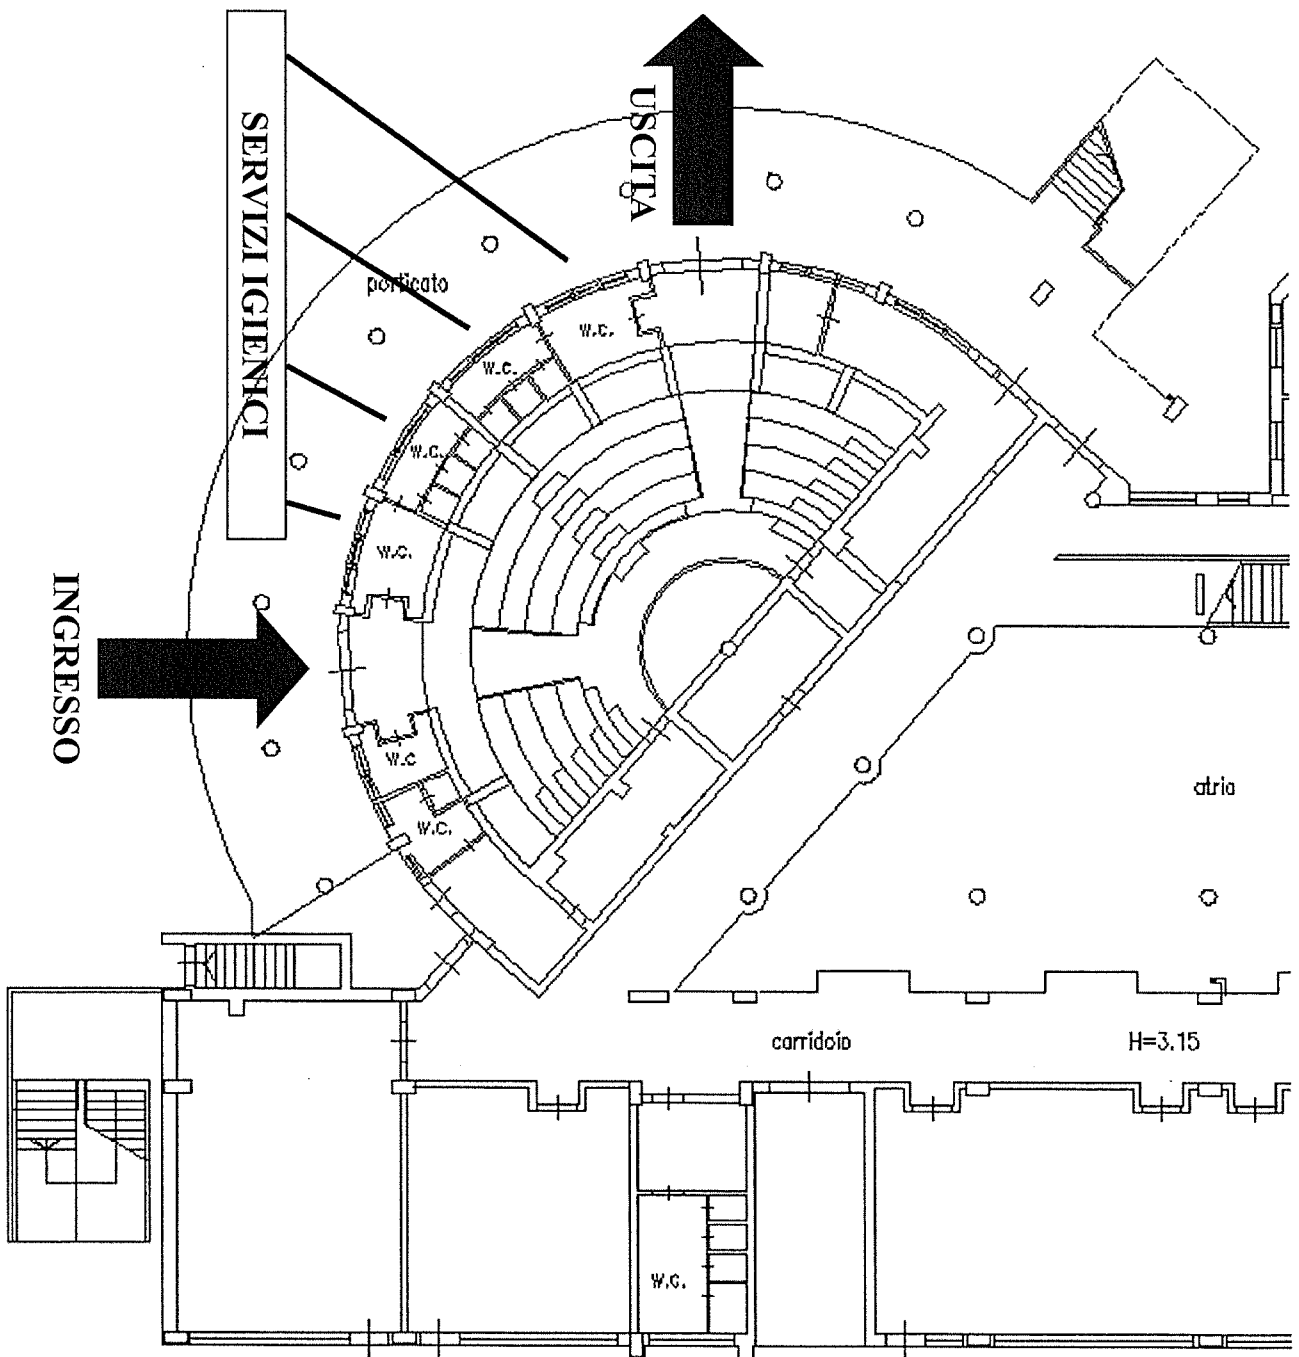 USCITA
SERVIZI IGIENICI
porticato
W.C.
W.C.
W.C.
W.C.
INGRESSO
W.C
W.C.
atrio
corridoio
H=3.15
W.C.